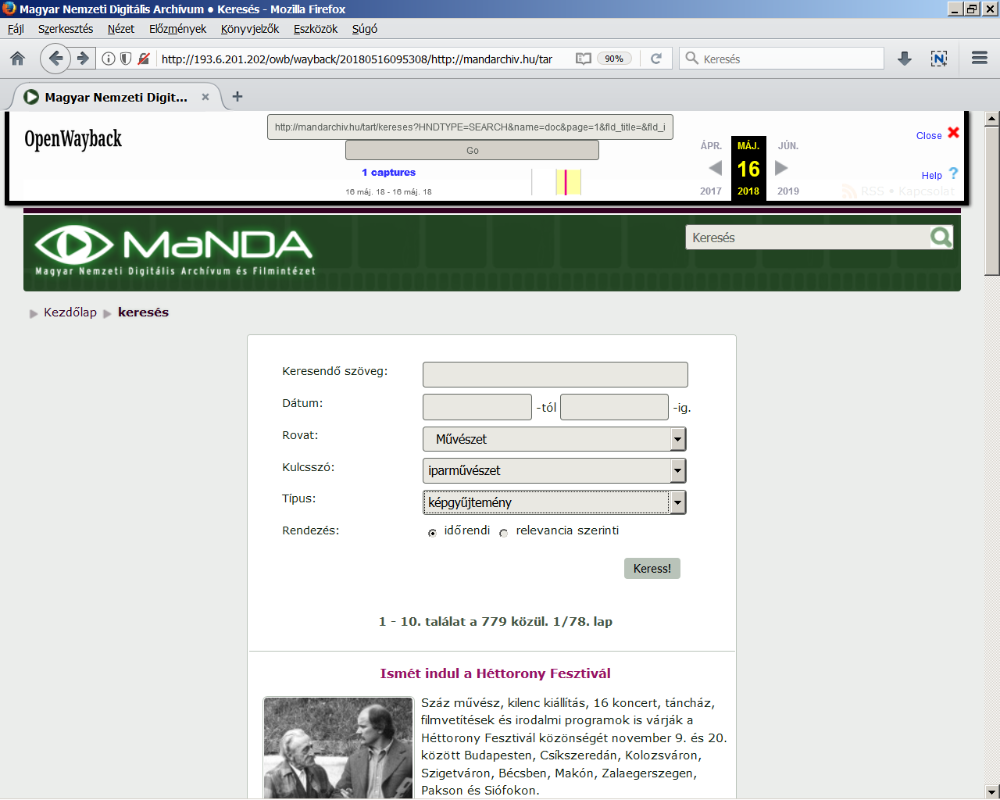 Magyar Nemzeti Digitális Archívum • Keresés - Mozilla Firefox
Fájl Szerkesztés Nézet Előzmények Könyvjelzők Eszközök Súgó
http://193.6.201.202/owb/wayback/20180516095308/http://mandarchiv.hu/tar 90% Keresés
Magyar Nemzeti Digit...
OpenWayback
http://mandarchiv.hu/tart/kereses?HNDTYPE=SEARCH&name=doc&page=1&fld_title=&fld_i
Go
1 captures
16 máj. 18 - 16 máj. 18
ÁPR. MÁJ. JÚN.
16
2017 2018 2019
Close
Help ?
RSS • Kapcsolat
MaNDA
Magyar Nemzeti Digitális Archívum és Filmintézet
Keresés
Kezdőlap keresés
Keresendő szöveg:
Dátum: -tól -ig.
Rovat: Művészet
Kulcsszó: iparművészet
Típus: képgyűjtemény
Rendezés: időrendi relevancia szerinti
Keress!
1 - 10. találat a 779 közül. 1/78. lap
Ismét indul a Héttorony Fesztivál
Száz művész, kilenc kiállítás, 16 koncert, táncház,
filmvetítések és irodalmi programok is várják a
Héttorony Fesztivál közönségét november 9. és 20.
között Budapesten, Csíkszeredán, Kolozsváron,
Szigetváron, Bécsben, Makón, Zalaegerszegen,
Pakson és Siófokon.